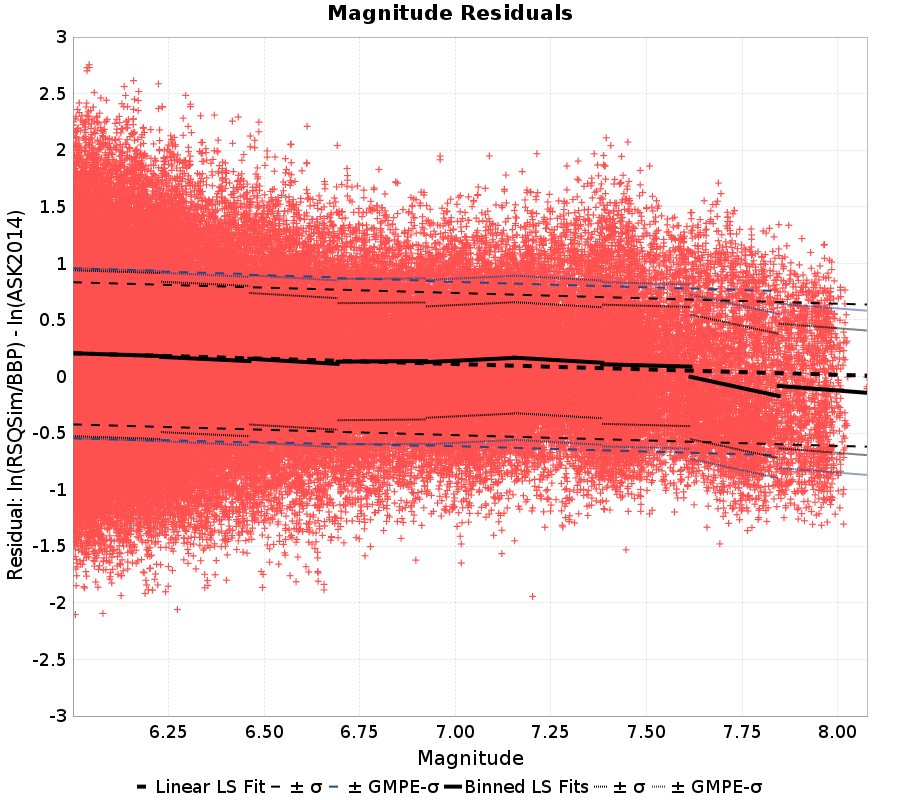 Magnitude Residuals
Residual: ln(RSQSim/BBP) - ln(ASK2014)
3
2.5
2
1.5
1
0.5
0
-0.5
-1
-1.5
-2
-2.5
-3
6.25 6.50 6.75 7.00 7.25 7.50 7.75 8.00
Magnitude
Linear LS Fit ± σ ± GMPE-σ Binned LS Fits ± σ ± GMPE-σ